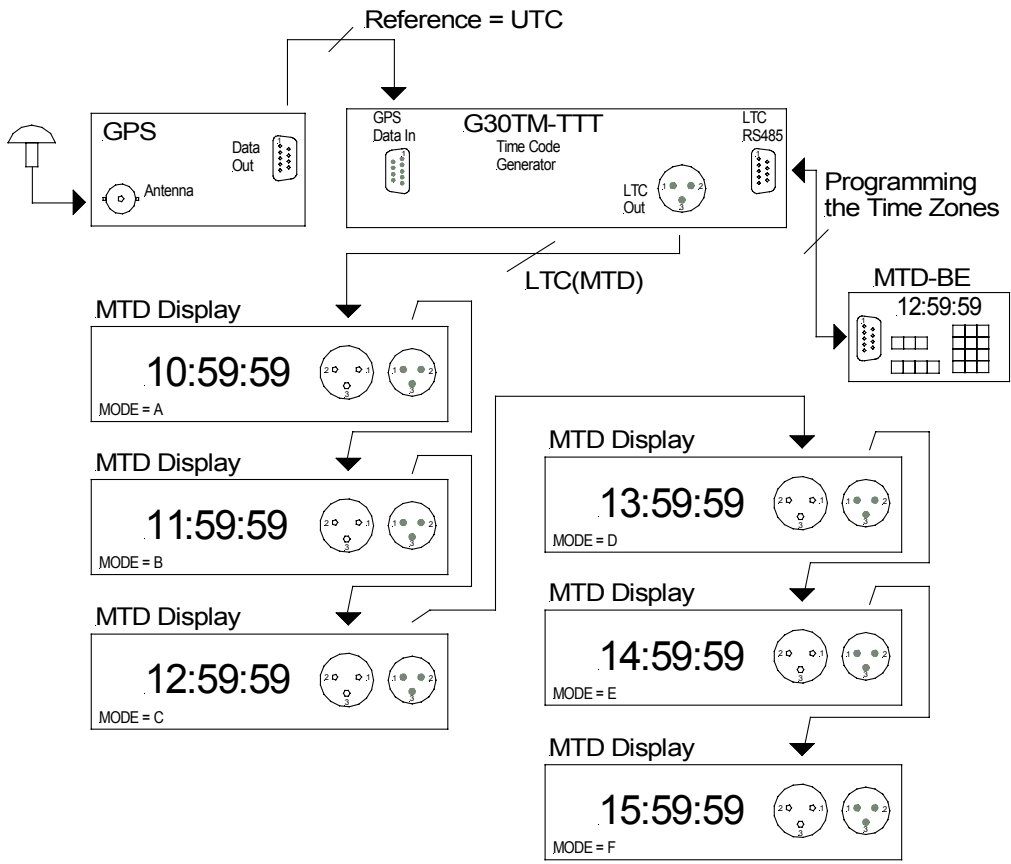 Reference = UTC
GPS
Data
Out
Antenna
GPS
Data In
G30TM-TTT
Time Code
Generator
LTC
Out
LTC
RS485
Programming
the Time Zones
LTC(MTD)
MTD-BE
12:59:59
MTD Display
10:59:59
MODE = A
MTD Display
11:59:59
MODE = B
MTD Display
12:59:59
MODE = C
MTD Display
13:59:59
MODE = D
MTD Display
14:59:59
MODE = E
MTD Display
15:59:59
MODE = F